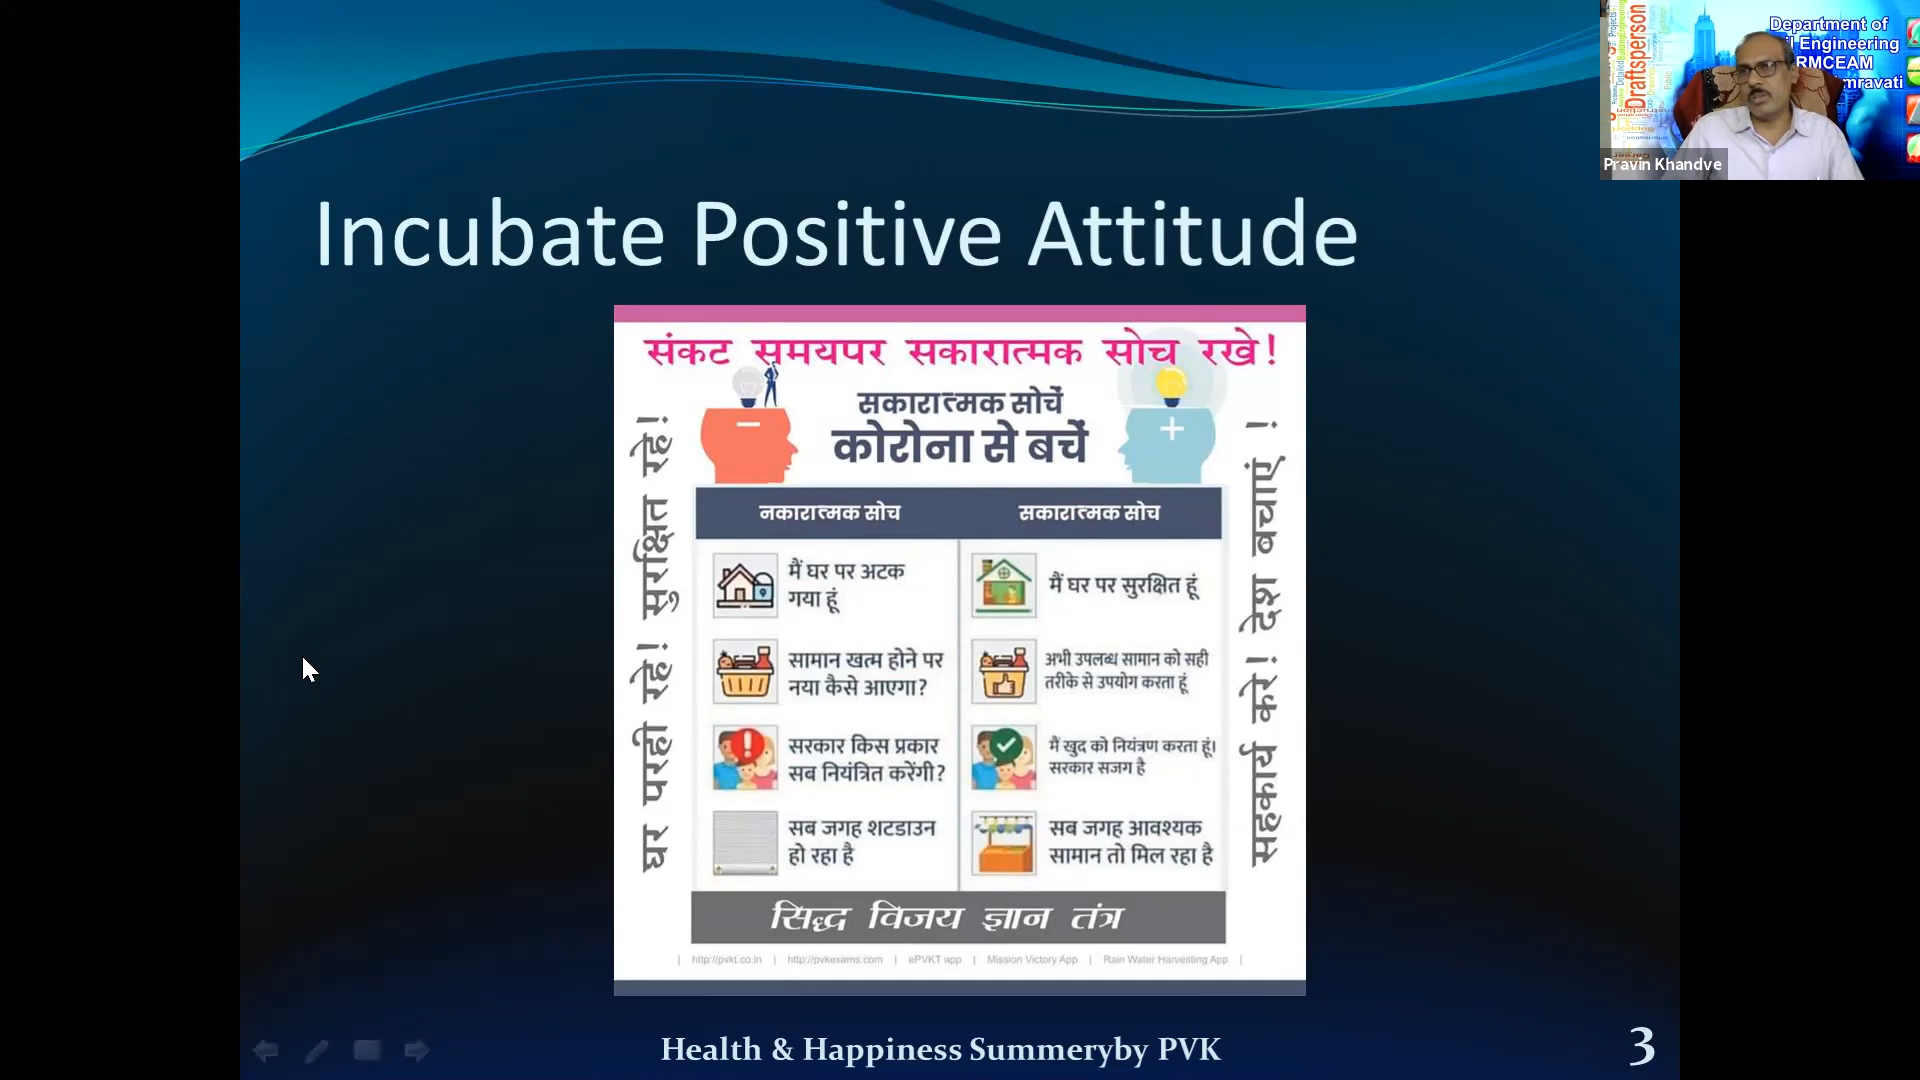 Incubate Positive Attitude
संकट समयपर सकारात्मक सोच रखे!
सकारात्मक सोचें
कोरोना से बचें
घर परही रहे! सुरक्षित रहे!
सहकार्य करे! देश बचाएं !
नकारात्मक सोच
सकारात्मक सोच
मैं घर पर अटक
गया हूं
मैं घर पर सुरक्षित हूं
सामान खत्म होने पर
नया कैसे आएगा?
अभी उपलब्ध सामान को सही
तरीके से उपयोग करता हूं
सरकार किस प्रकार
सब नियंत्रित करेंगी?
मैं खुद को नियंत्रण करता हूं।
सरकार सजग है
सब जगह शटडाउन
हो रहा है
सब जगह आवश्यक
सामान तो मिल रहा है
सिद्ध विजय ज्ञान तंत्र
| http://pvkt.co.in | http://pvkexams.com | ePVKT app | Mission Victory App | Rain Water Harvesting App |
Health & Happiness Summeryby PVK
3
Department of
Engineering
RMCEAM
mravati
Draftsperson
Pravin Khandve